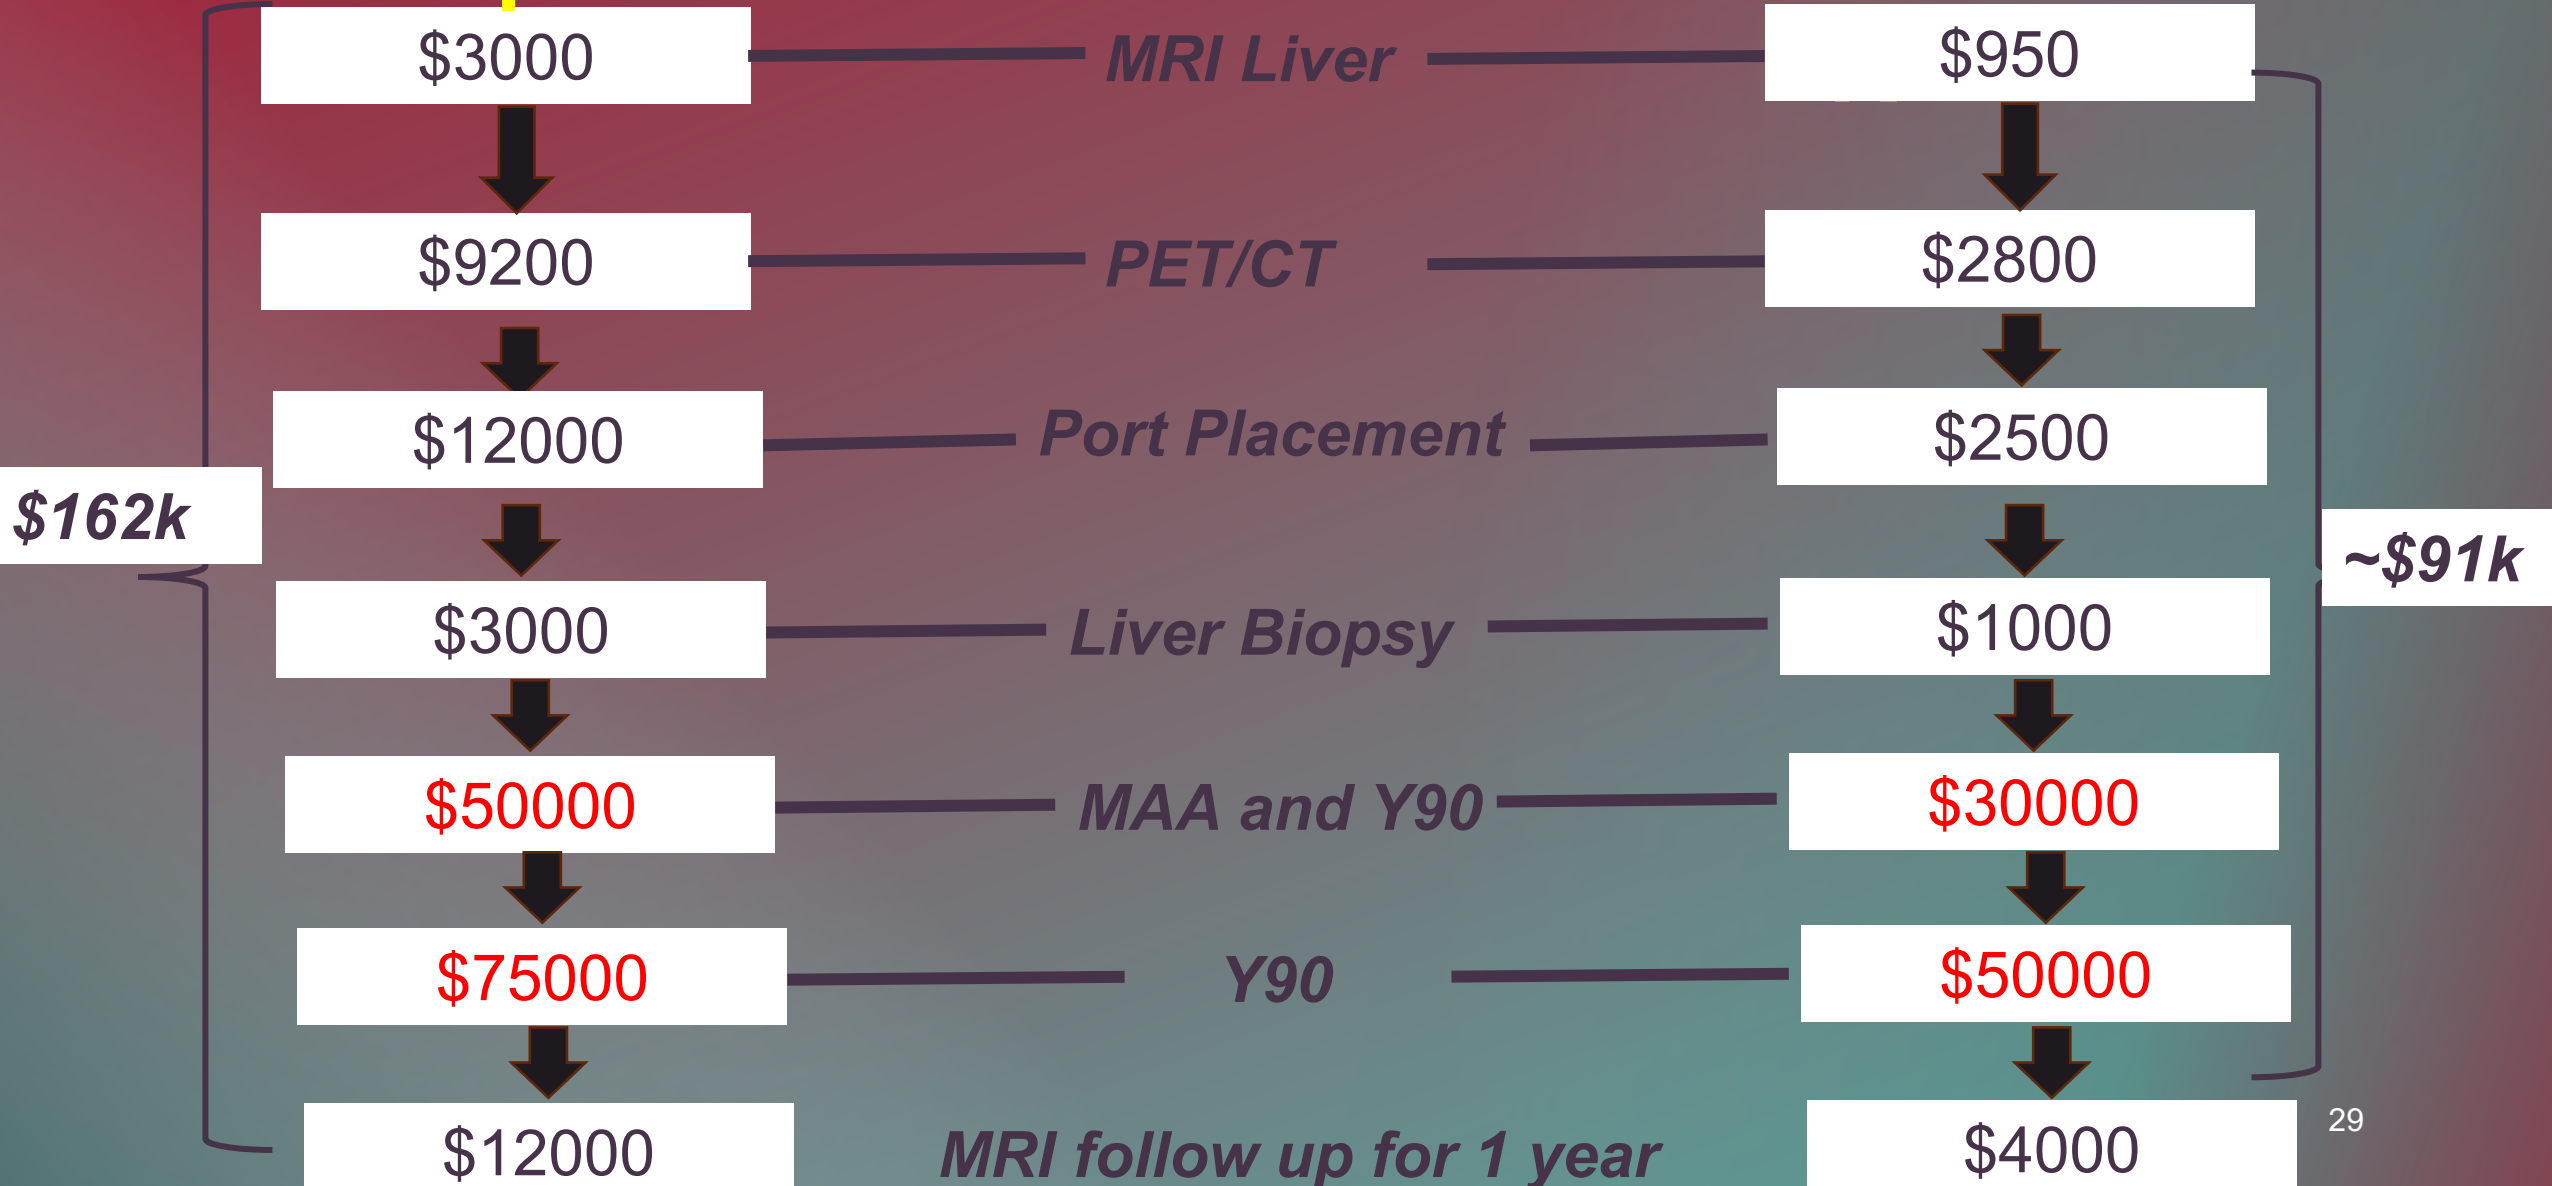 $3000 MRI Liver $950
$9200 PET/CT $2800
$12000 Port Placement $2500
$162k
~$91k
$3000 Liver Biopsy $1000
$50000 MAA and Y90 $30000
$75000 Y90 $50000
$12000 MRI follow up for 1 year $4000
29